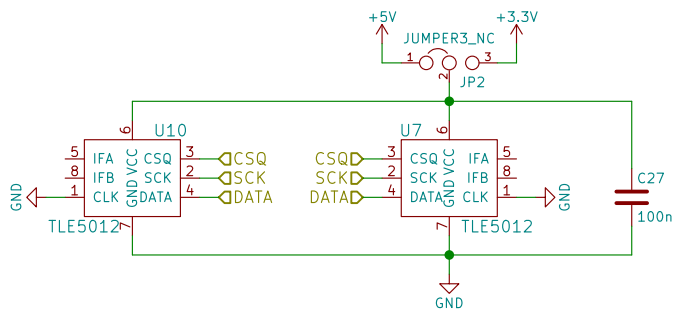 +5V
+3.3V
JUMPER3_NC
1
3
2
JP2
6
U10
U7
6
5
IFA
VCC
CSQ
3
CSQ
CSQ
3
CSQ
VCC
IFA
5
8
IFB
SCK
2
SCK
SCK
2
SCK
IFB
8
GND
1
CLK
GND
DATA
4
DATA
DATA
4
DATA
GND
CLK
1
GND
C27
100n
TLE5012
7
7
TLE5012
GND